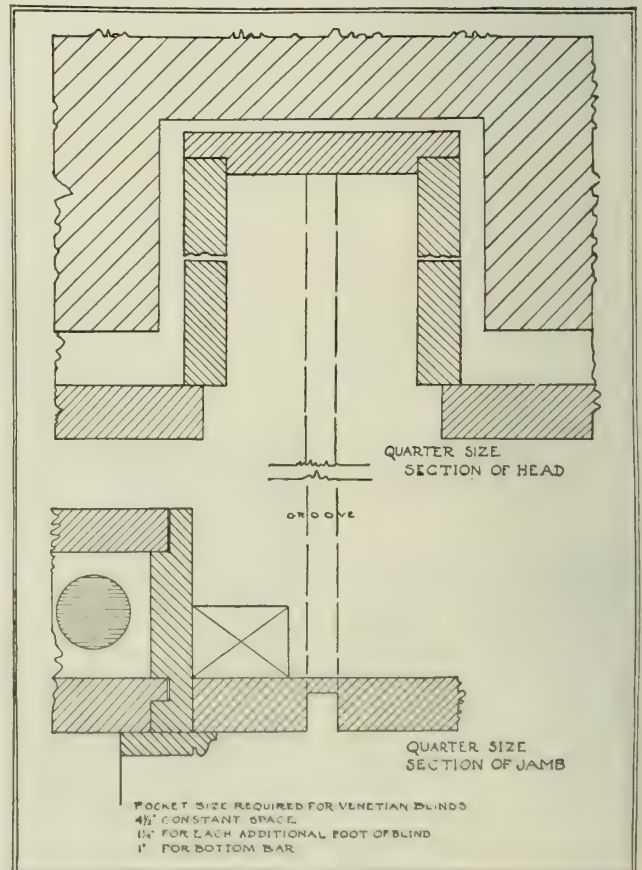 QUARTER SIZE
SECTION OF HEAD
GROOVE
QUARTER SIZE
SECTION OF JAMB
POCKET SIZE REQUIRED FOR VENETIAN BLINDS
4½" CONSTANT SPACE
1¼" FOR EACH ADDITIONAL FOOT OF BLIND
1" FOR BOTTOM BAR